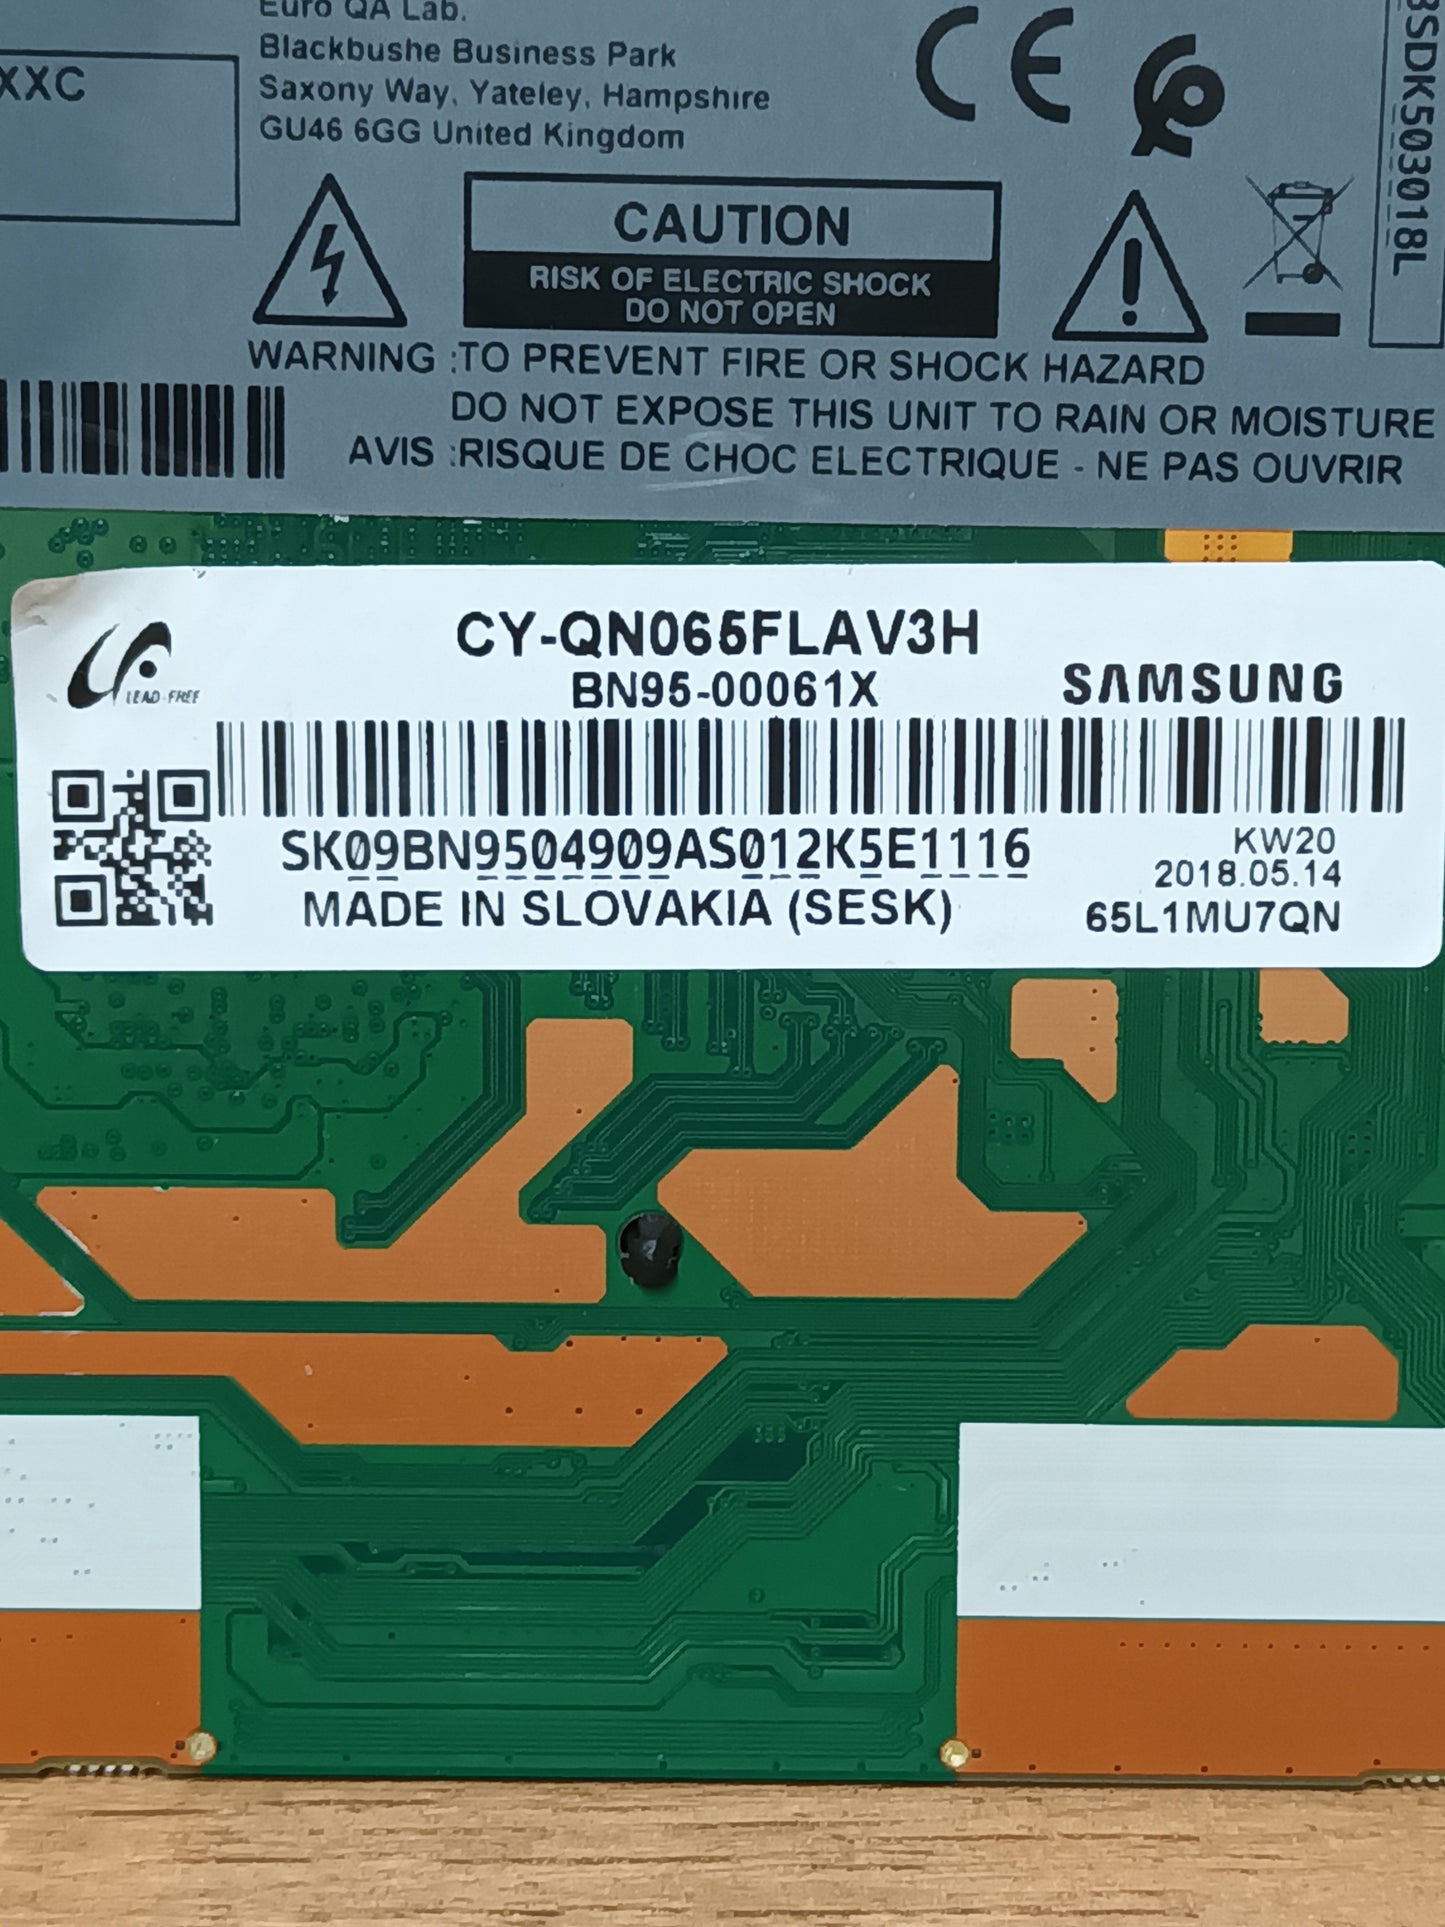 Euro QA Lab.
Blackbushe Business Park
Saxony Way, Yateley, Hampshire
GU46 6GG United Kingdom
XXC
CE
3SDK503018L
CAUTION
RISK OF ELECTRIC SHOCK
DO NOT OPEN
WARNING :TO PREVENT FIRE OR SHOCK HAZARD
DO NOT EXPOSE THIS UNIT TO RAIN OR MOISTURE
AVIS :RISQUE DE CHOC ELECTRIQUE - NE PAS OUVRIR
LEAD-FREE
CY-QN065FLAV3H
BN95-00061X
SAMSUNG
SK09BN9504909AS012K5E1116
MADE IN SLOVAKIA (SESK)
KW20
2018.05.14
65L1MU7QN